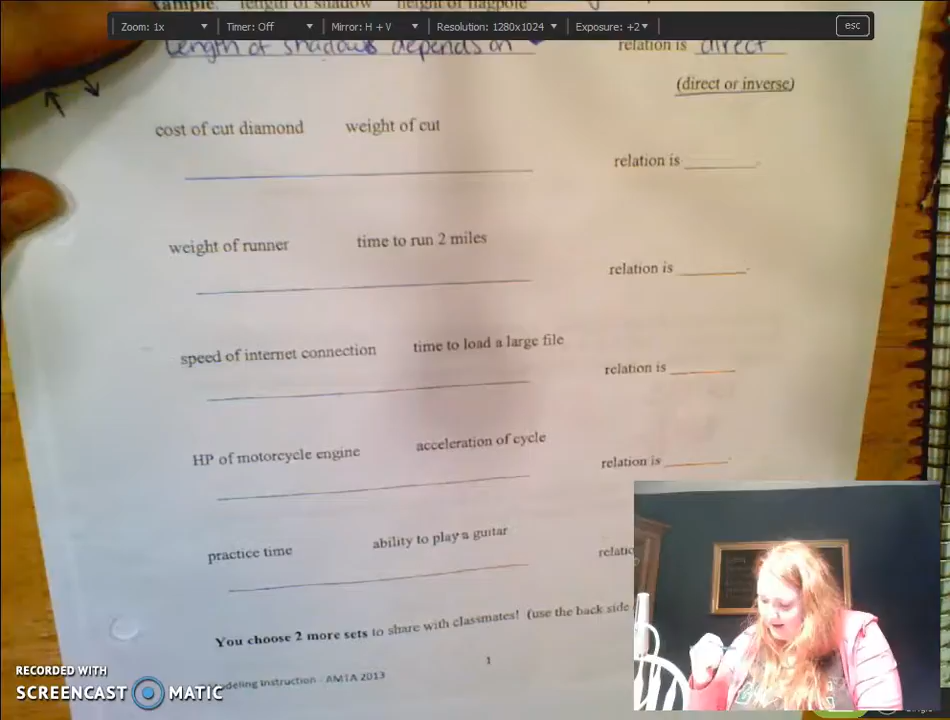 Zoom: 1x Timer: Off Mirror: H + V Resolution: 1280x1024 Exposure: +2 esc
length of shadow height of flagpole
Length of shadows depends on relation is direct
(direct or inverse)
cost of cut diamond weight of cut
relation is
weight of runner time to run 2 miles
relation is
speed of internet connection time to load a large file
relation is
HP of motorcycle engine acceleration of cycle
relation is
practice time ability to play a guitar
You choose 2 more sets to share with classmates! (use the back side
1
Modeling Instruction - AMTA 2013
RECORDED WITH
SCREENCAST MATIC